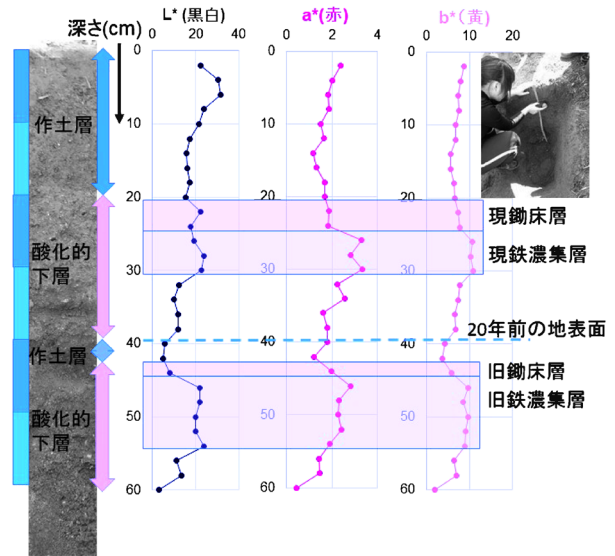 深さ(cm)
L* (黒白)
a*(赤)
b*(黄)
0 20 40
0 2 4
0 10 20
0
10
20
30
40
50
60
0
10
20
30
40
50
60
0
10
20
30
40
50
60
作土層
酸化的
下層
作土層
酸化的
下層
現鋤床層
現鉄濃集層
20年前の地表面
旧鋤床層
旧鉄濃集層